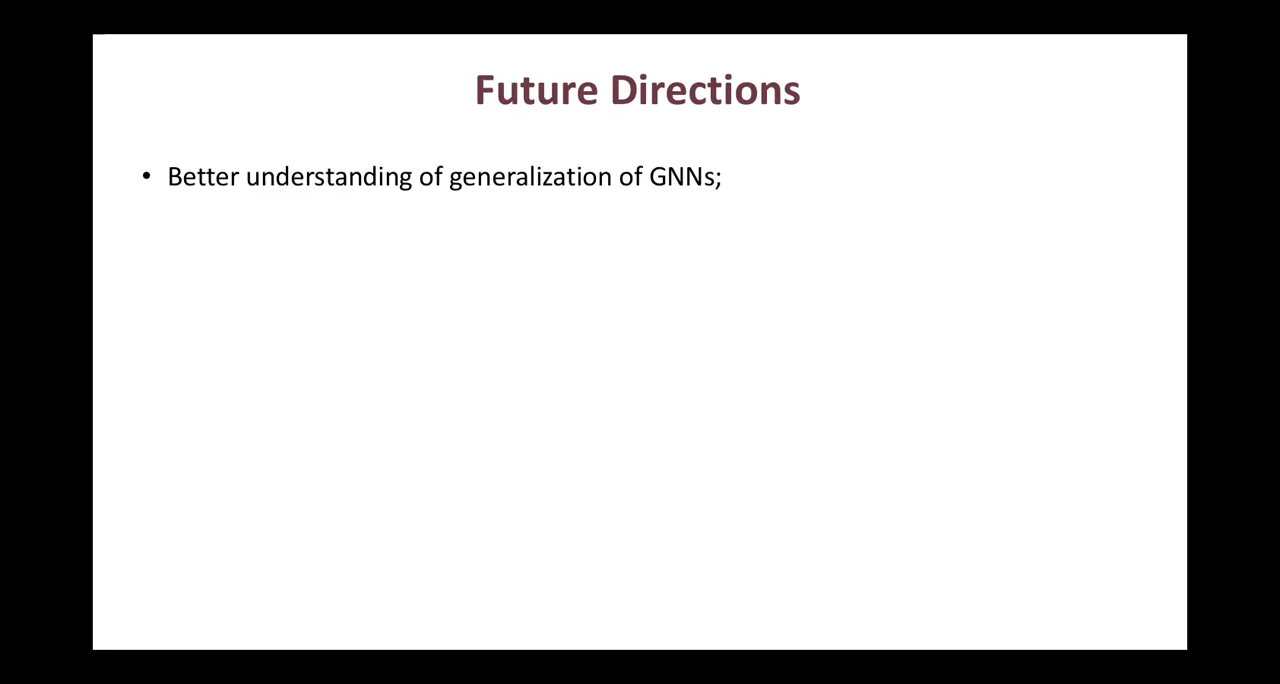 Future Directions
• Better understanding of generalization of GNNs;